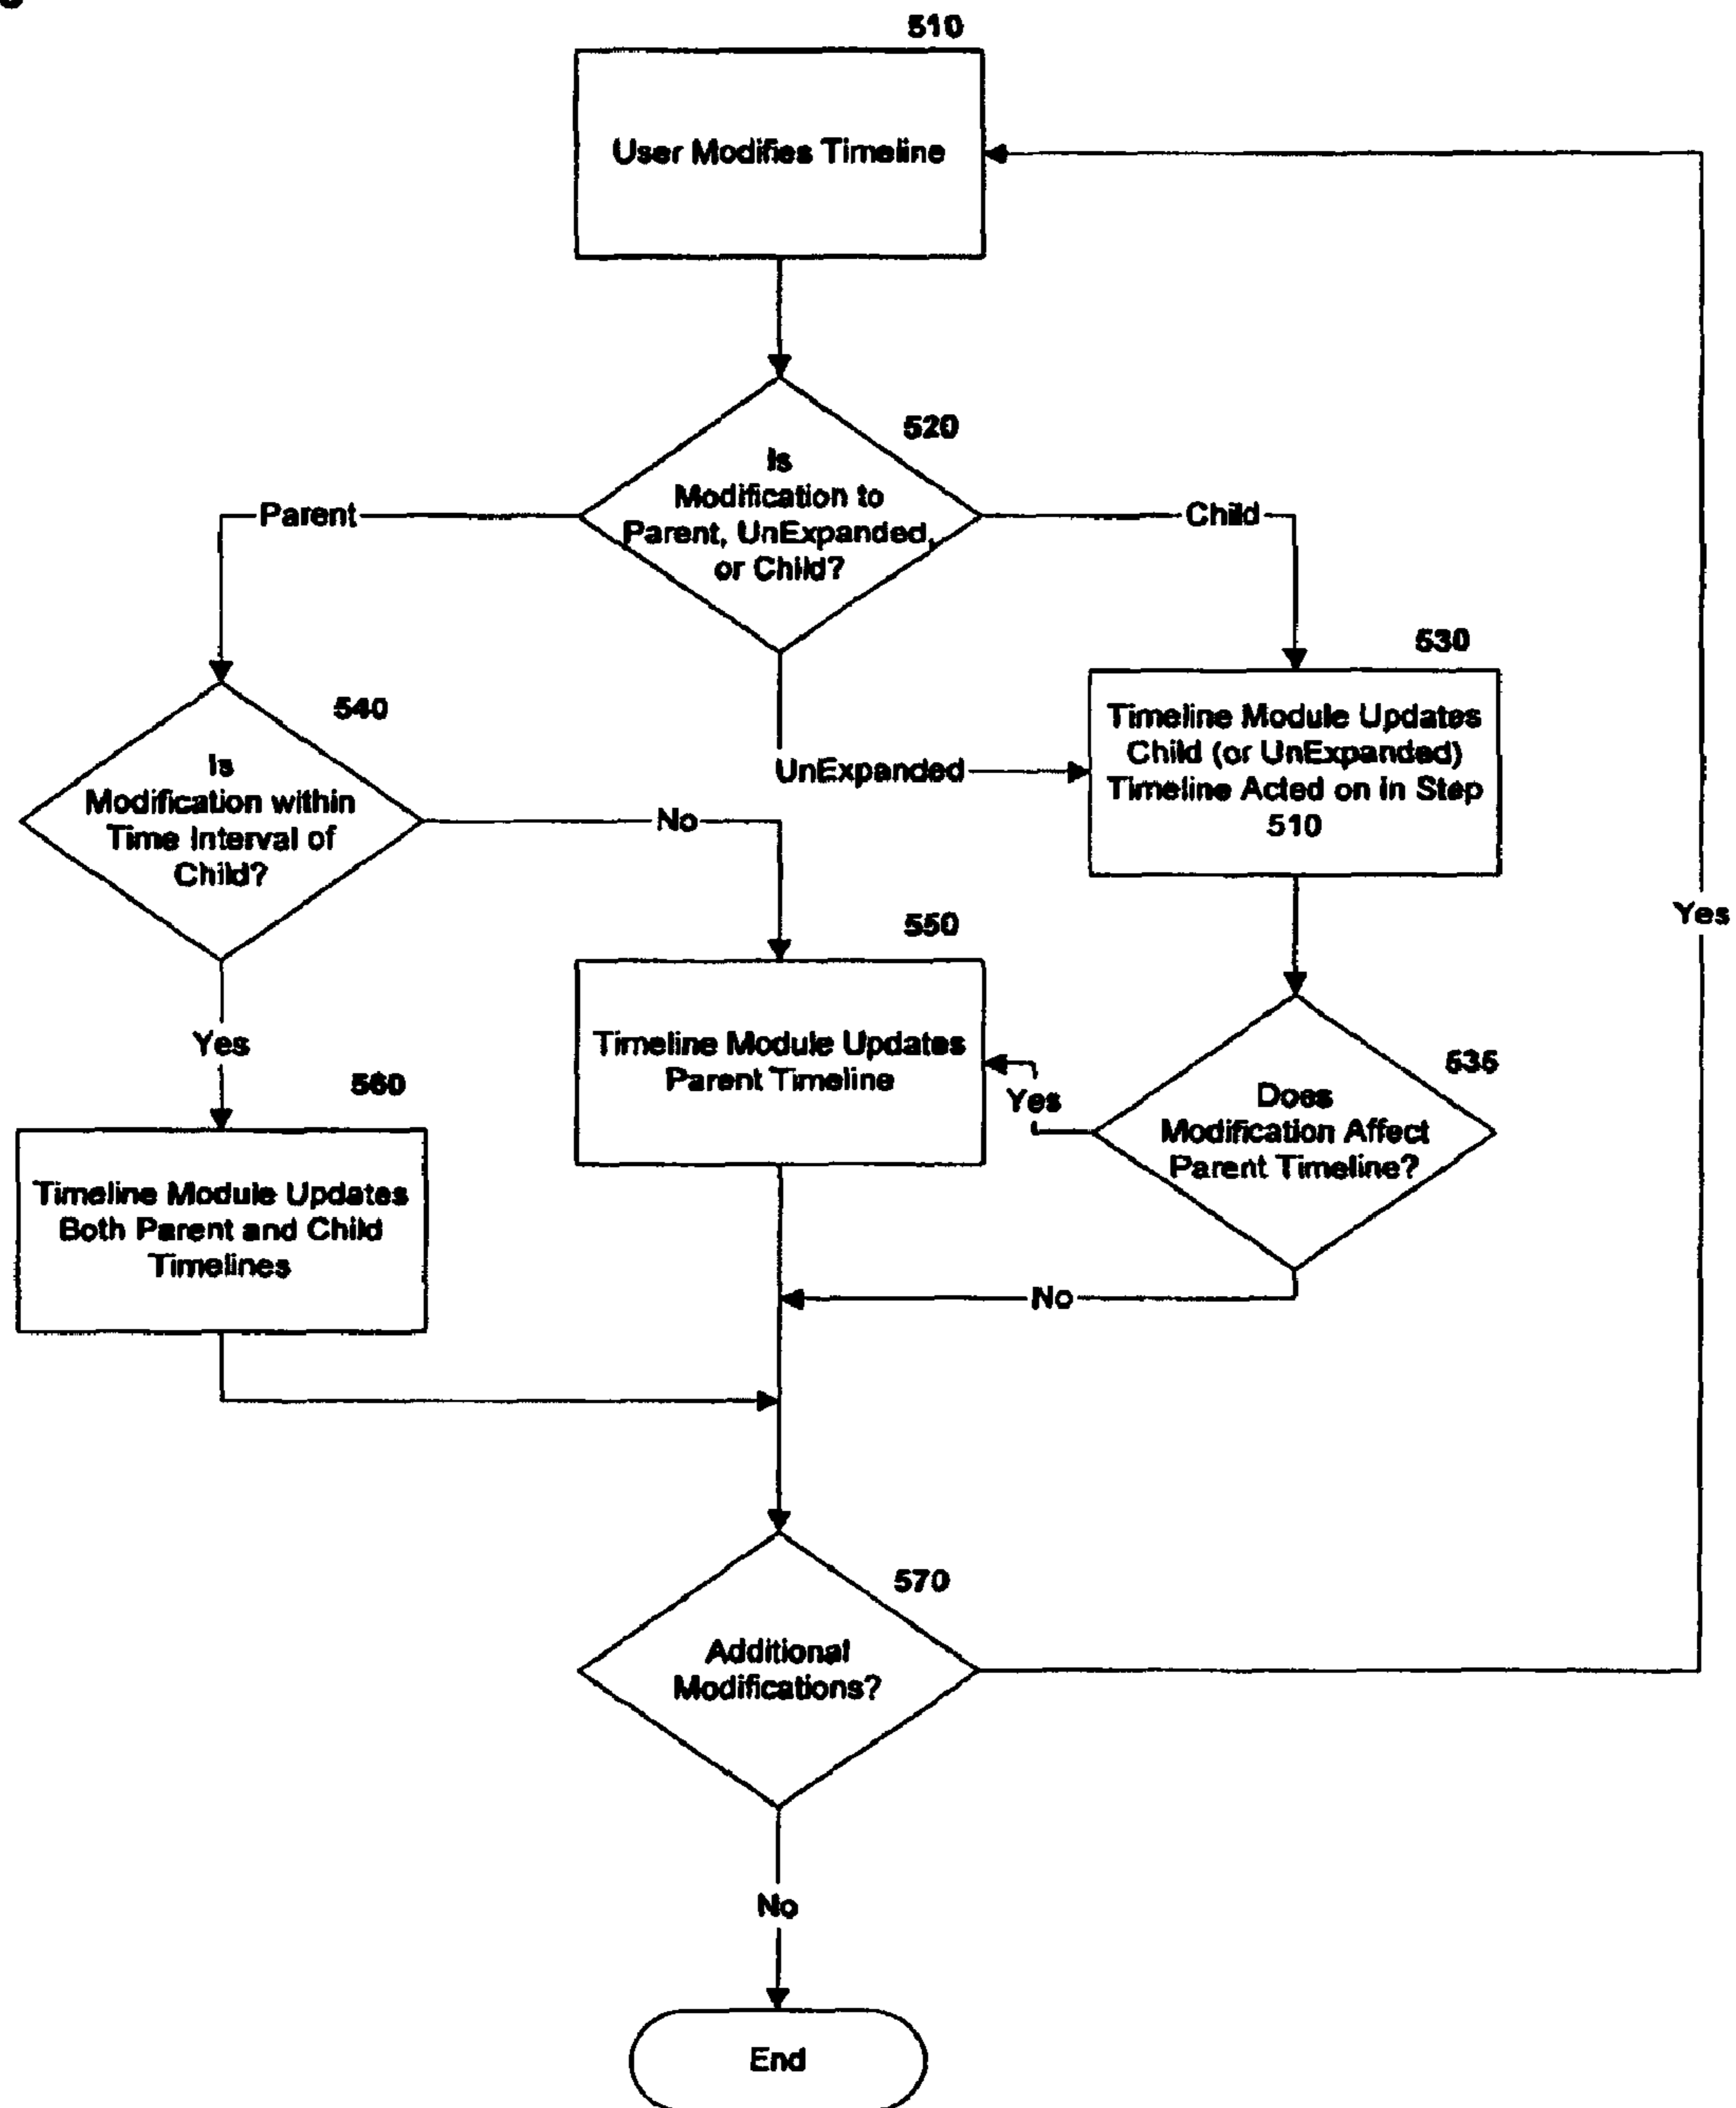 510
User Modifies Timeline
520
Is
Modification to
Parent, UnExpanded,
or Child?
Parent
Child
530
Timeline Module Updates
Child (or UnExpanded)
Timeline Acted on in Step
510
UnExpanded
540
Is
Modification within
Time Interval of
Child?
No
Yes
550
Timeline Module Updates
Parent Timeline
Yes
535
Does
Modification Affect
Parent Timeline?
Yes
560
Timeline Module Updates
Both Parent and Child
Timelines
No
570
Additional
Modifications?
No
End